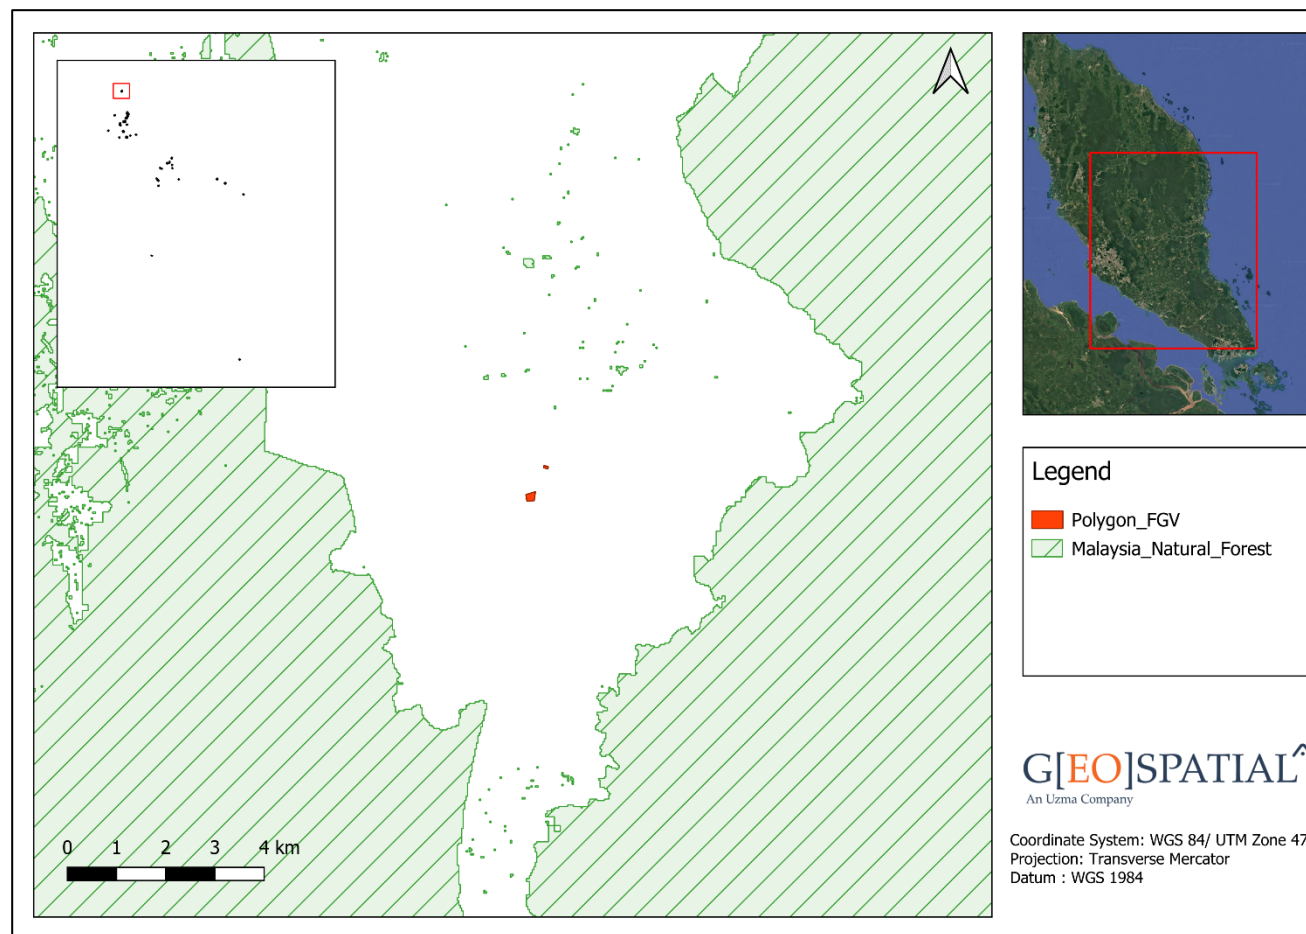 0 1 2 3 4 km
Legend
Polygon_FGV
Malaysia_Natural_Forest
G[EO]SPATIAL
An Uzma Company
Coordinate System: WGS 84/ UTM Zone 47
Projection: Transverse Mercator
Datum : WGS 1984